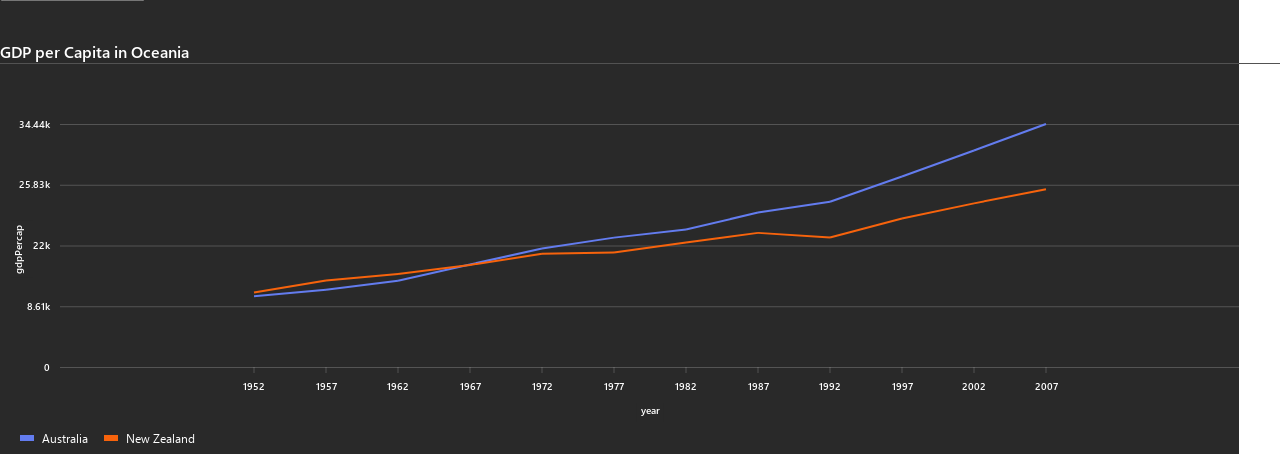 GDP per Capita in Oceania
34.44k
25.83k
22k
8.61k
0
gdpPercap
1952 1957 1962 1967 1972 1977 1982 1987 1992 1997 2002 2007
year
Australia New Zealand